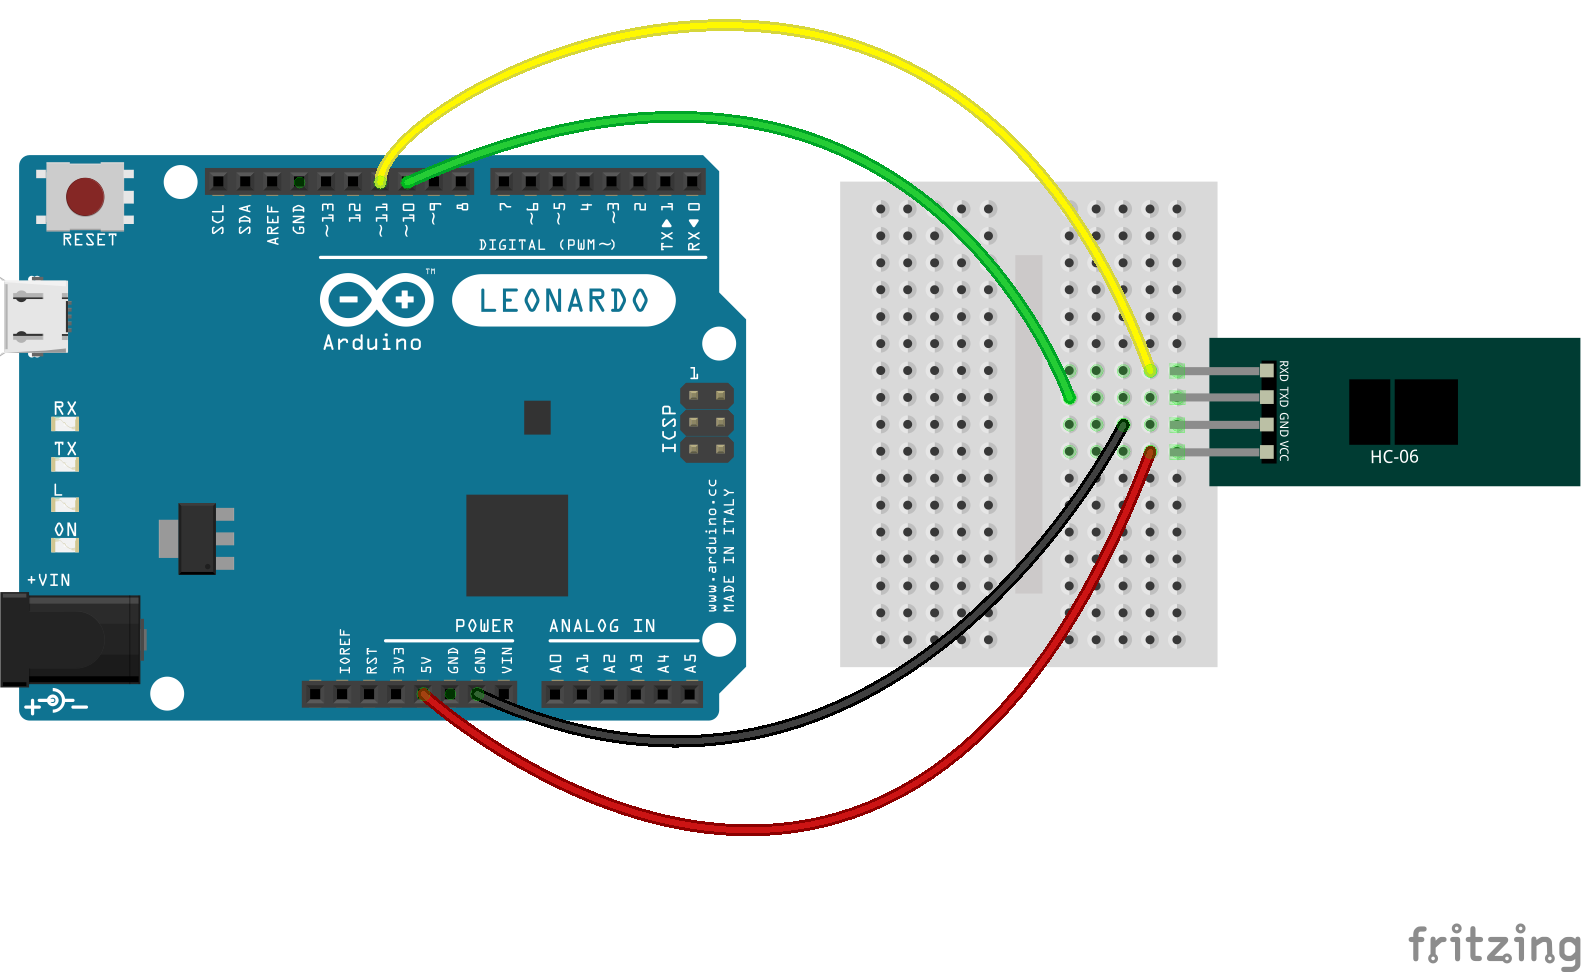 RESET
SCL
SDA
AREF
GND
~13
12
~11
~10
~9
8
7
~6
~5
4
~3
2
TX▶ 1
RX◀ 0
DIGITAL (PWM~)
TM
LEONARDO
Arduino
1
ICSP
RX
TX
L
ON
+VIN
www.arduino.cc
MADE IN ITALY
POWER
ANALOG IN
IOREF
RST
3V3
5V
GND
GND
VIN
A0
A1
A2
A3
A4
A5
+ -
RXD
TXD
GND
VCC
HC-06
fritzing